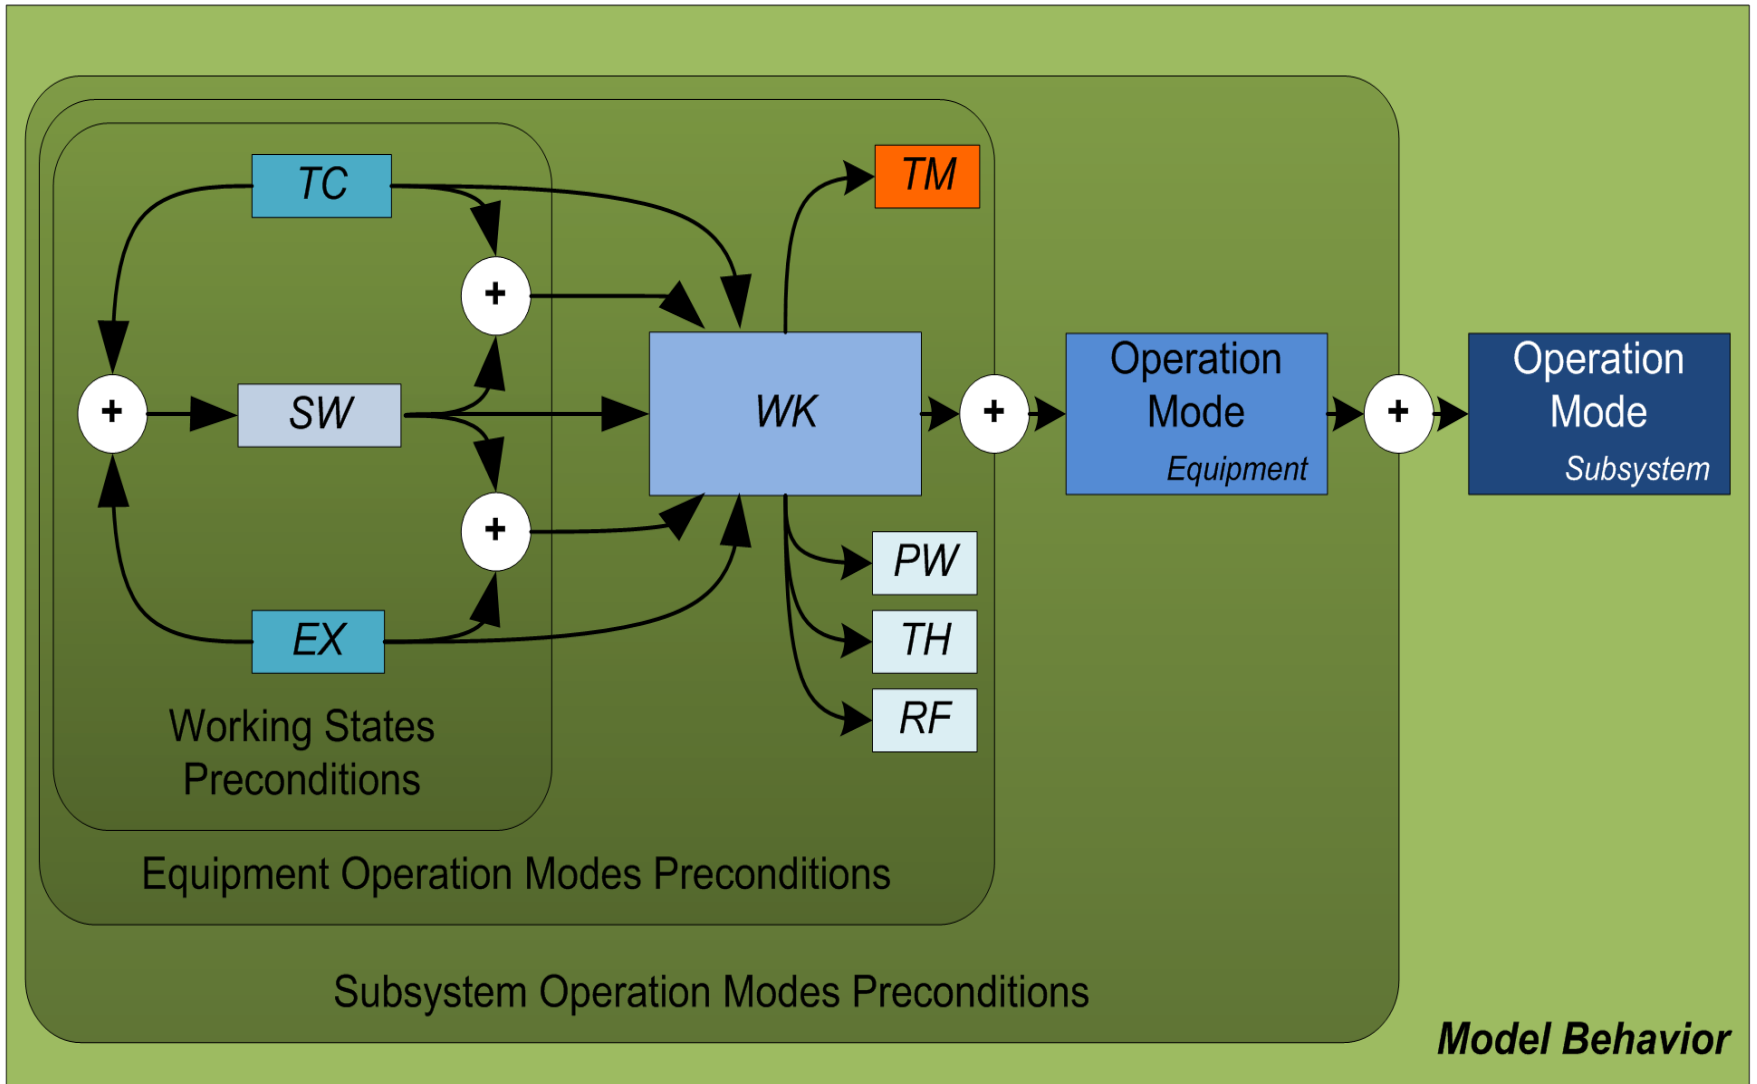 TC
TM
+
+
SW
WK
+
Operation
Mode
Equipment
+
Operation
Mode
Subsystem
+
PW
EX
TH
RF
Working States
Preconditions
Equipment Operation Modes Preconditions
Subsystem Operation Modes Preconditions
Model Behavior